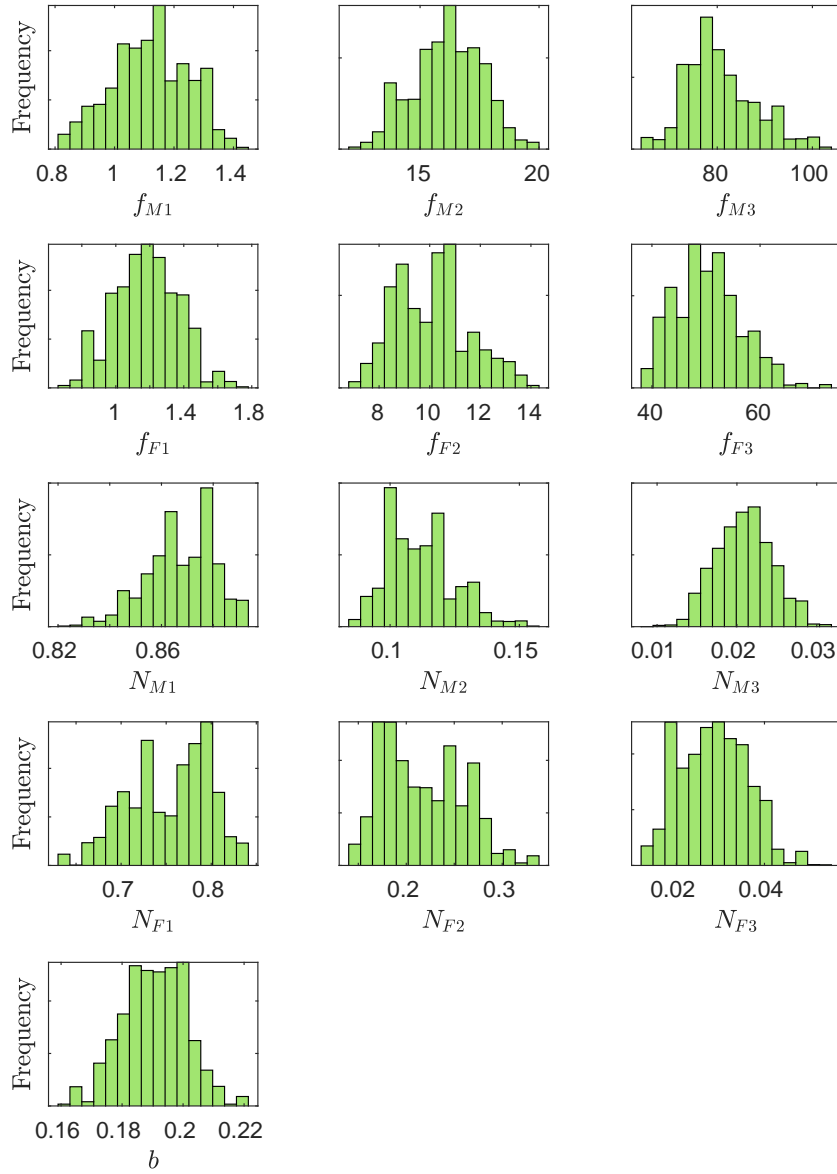 Frequency
0.8 1 1.2 1.4
f_{M1}
15 20
f_{M2}
80 100
f_{M3}
Frequency
1 1.4 1.8
f_{F1}
8 10 12 14
f_{F2}
40 60
f_{F3}
Frequency
0.82 0.86
N_{M1}
0.1 0.15
N_{M2}
0.01 0.02 0.03
N_{M3}
Frequency
0.7 0.8
N_{F1}
0.2 0.3
N_{F2}
0.02 0.04
N_{F3}
Frequency
0.16 0.18 0.2 0.22
b